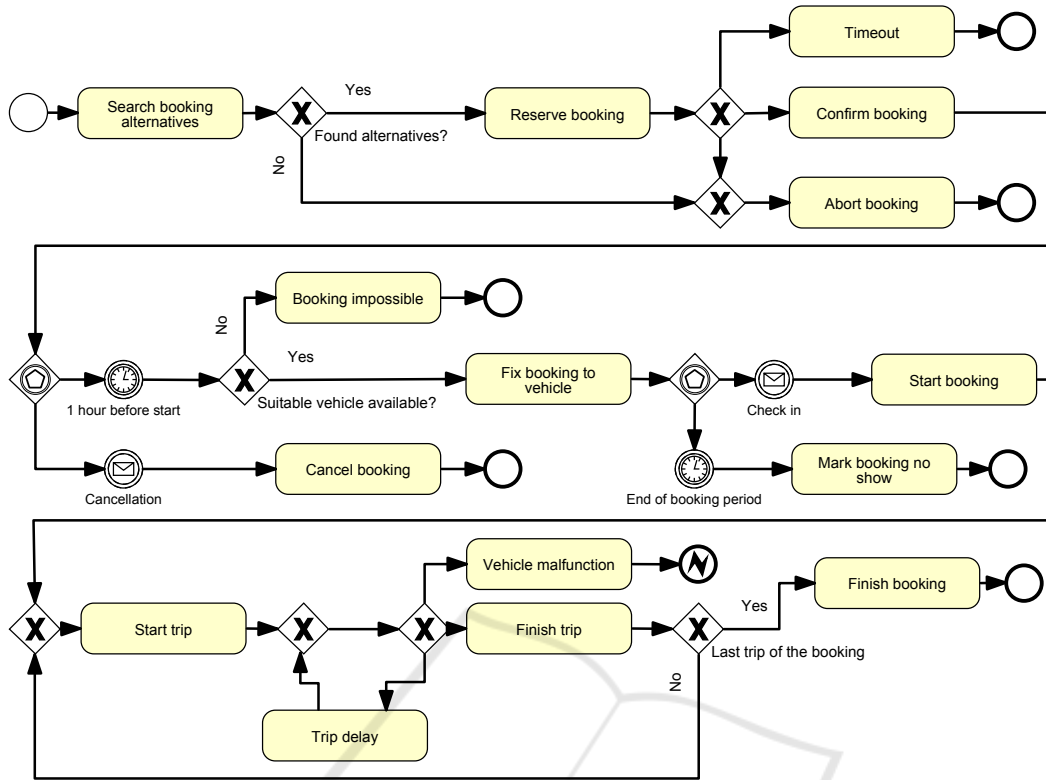 Timeout
Yes
Search booking
alternatives
Reserve booking
Confirm booking
Found alternatives?
No
Abort booking
Booking impossible
No
Yes
Fix booking to
vehicle
Start booking
1 hour before start
Suitable vehicle available?
Check in
Cancel booking
Mark booking no
show
Cancellation
End of booking period
Vehicle malfunction
Finish booking
Yes
Start trip
Finish trip
Last trip of the booking
No
Trip delay